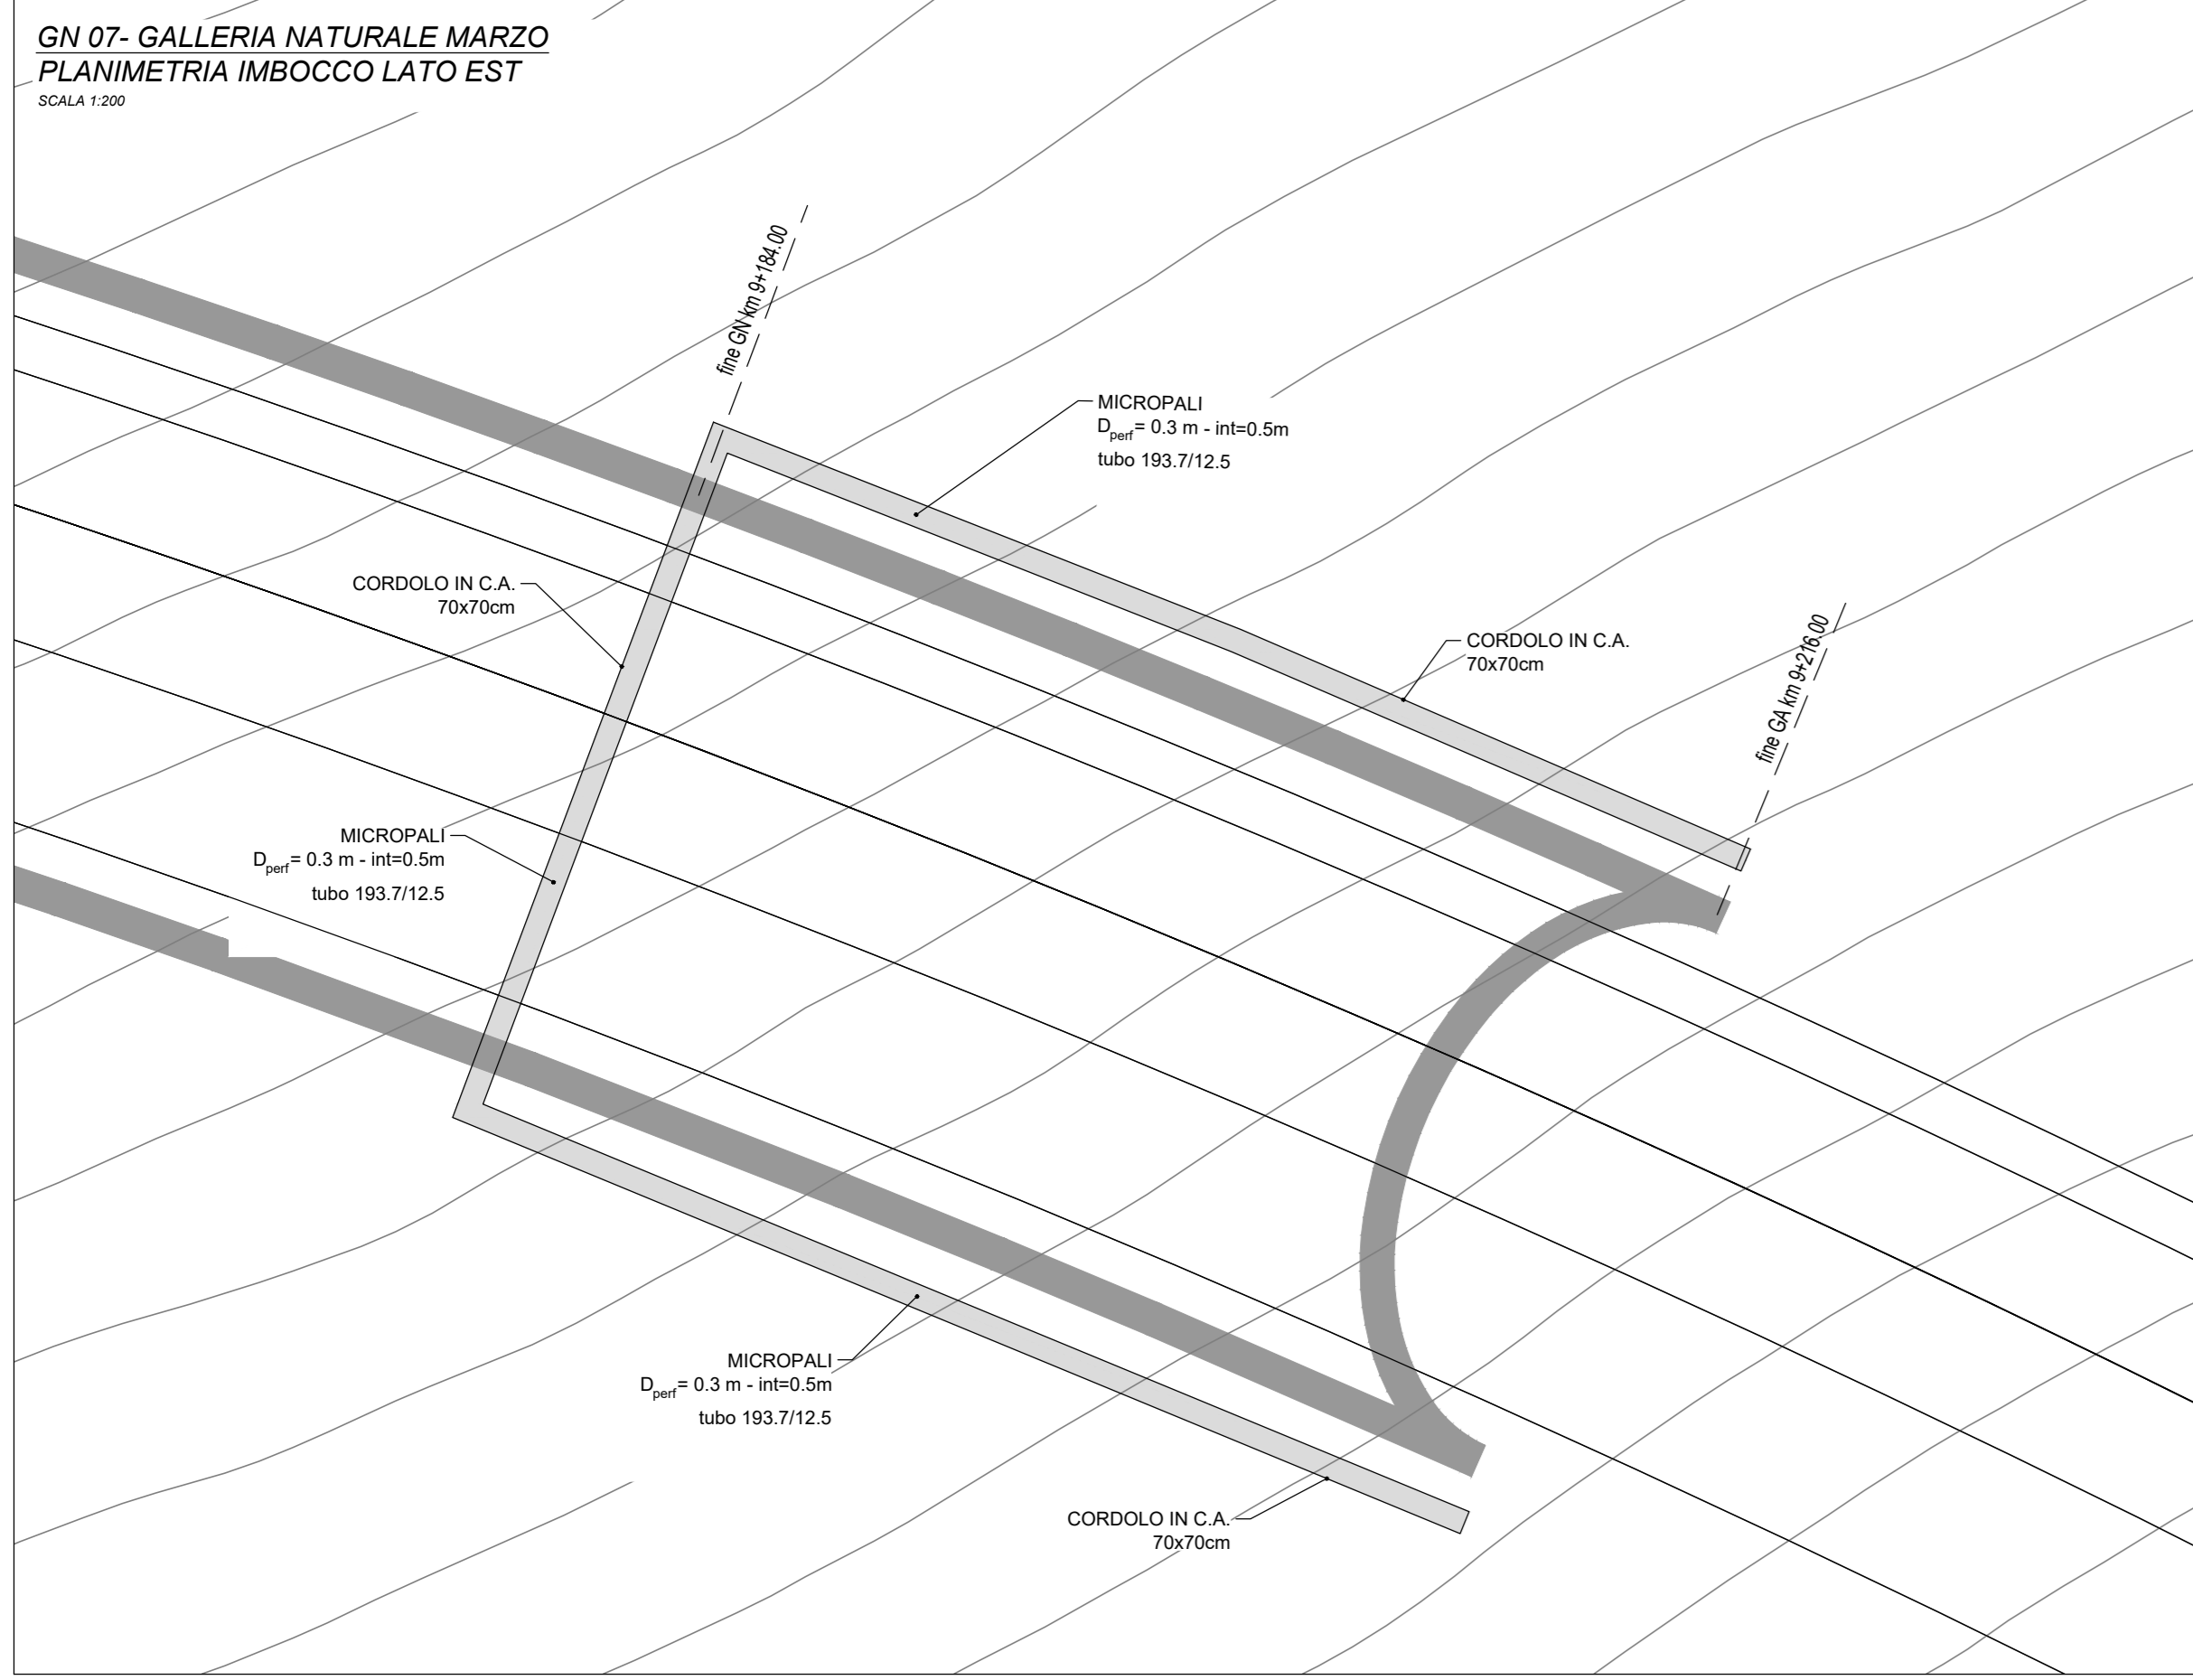 GN 07- GALLERIA NATURALE MARZO
PLANIMETRIA IMBOCCO LATO EST
SCALA 1:200
fine GN km 9+184.00
MICROPALI
Dperf= 0.3 m - int=0.5m
tubo 193.7/12.5
CORDOLO IN C.A.
70x70cm
CORDOLO IN C.A.
70x70cm
fine GA km 9+216.00
MICROPALI
Dperf= 0.3 m - int=0.5m
tubo 193.7/12.5
MICROPALI
Dperf= 0.3 m - int=0.5m
tubo 193.7/12.5
CORDOLO IN C.A.
70x70cm